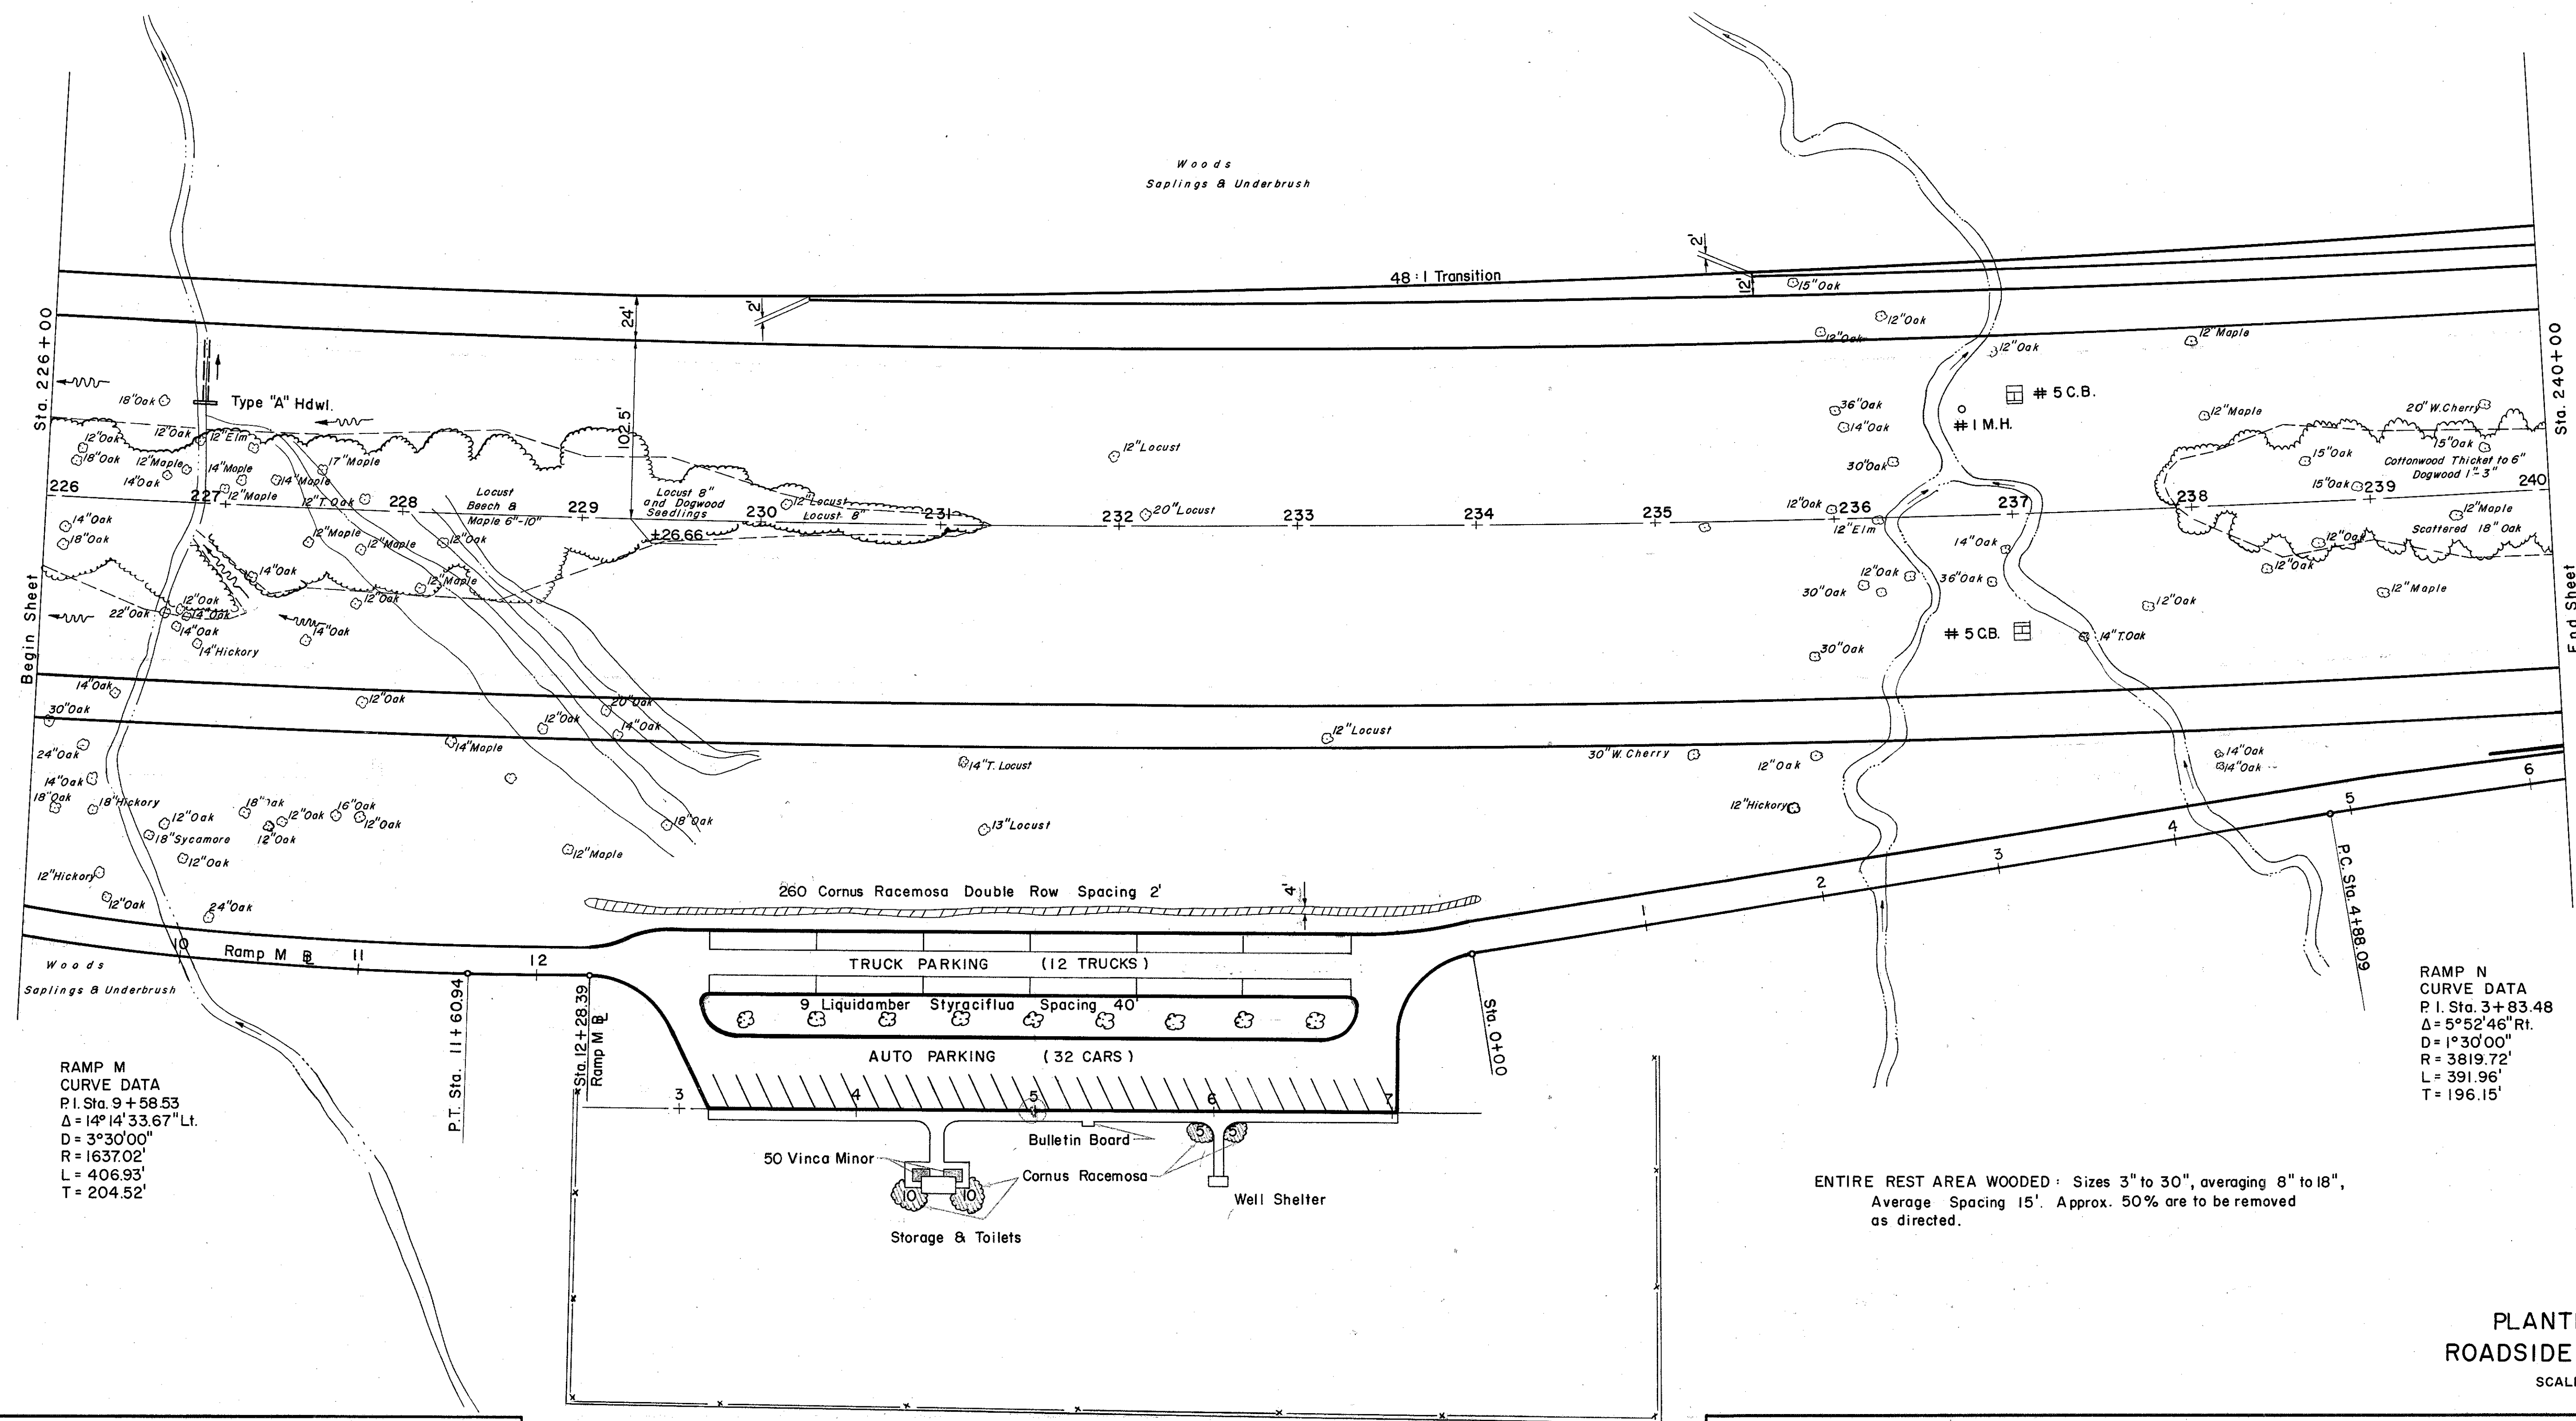 Woods
Saplings & Underbrush
48:1 Transition
2'
2'
12'
24'
102.5'
15"Oak
12"Oak
12"Oak
12"Oak
12"Maple
Sta. 226+00
Begin Sheet
Sta. 240+00
End Sheet
18"Oak
Type "A" Hdwl.
12"Oak
18"Oak
12"Oak
12"Elm
12"Maple
14"Oak
14"Maple
12"Maple
14"Maple
17"Maple
12"T.Oak
226
227
228
229
230
231
232
233
234
235
236
237
238
239
240
Locust
Beech &
Maple 6"-10"
Locust 8"
and Dogwood
Seedlings
±26.66
12"Locust
Locust 8"
12"Locust
20"Locust
36"Oak
14"Oak
30"Oak
12"Oak
12"Elm
# 5 C.B.
# 1 M.H.
12"Maple
20"W.Cherry
15"Oak
15"Oak
Cottonwood Thicket to 6"
Dogwood 1"-3"
15"Oak
12"Maple
Scattered 18" Oak
12"Oak
12"Oak
12"Maple
12"Oak
14"Oak
18"Oak
12"Maple
12"Maple
12"Oak
14"Oak
12"Maple
12"Oak
22"Oak
12"Oak
14"Oak
14"Oak
14"Hickory
14"Oak
14"Oak
12"Oak
36"Oak
30"Oak
# 5 C.B.
14"T.Oak
30"Oak
14"Oak
30"Oak
12"Oak
20"Oak
12"Oak
14"Oak
14"Maple
24"Oak
14"Oak
18"Oak
18"Hickory
12"Oak
18"Sycamore
12"Oak
18"Oak
12"Oak
12"Oak
16"Oak
12"Oak
14"T. Locust
13"Locust
12"Locust
30"W. Cherry
12"Oak
12"Hickory
14"Oak
14"Oak
18"Oak
12"Maple
12"Hickory
12"Oak
24"Oak
260 Cornus Racemosa Double Row Spacing 2'
4'
10
Ramp M BL
11
12
1
2
3
4
5
6
P.C. Sta. 4+88.09
Woods
Saplings & Underbrush
TRUCK PARKING (12 TRUCKS)
9 Liquidamber Styraciflua Spacing 40'
AUTO PARKING (32 CARS)
P.T. Sta. 11+60.94
Sta. 12+28.39
Ramp M BL
Sta. 0+00
3
4
5
6
7
Bulletin Board
50 Vinca Minor
Cornus Racemosa
5
5
10
10
Well Shelter
Storage & Toilets
RAMP M
CURVE DATA
P.I. Sta. 9+58.53
Δ=14°14'33.67"Lt.
D=3°30'00"
R=1637.02'
L=406.93'
T=204.52'
RAMP N
CURVE DATA
P.I. Sta. 3+83.48
Δ=5°52'46"Rt.
D=1°30'00"
R=3819.72'
L=391.96'
T=196.15'
ENTIRE REST AREA WOODED: Sizes 3" to 30", averaging 8" to 18",
Average Spacing 15'. Approx. 50% are to be removed
as directed.
ROADSIDE